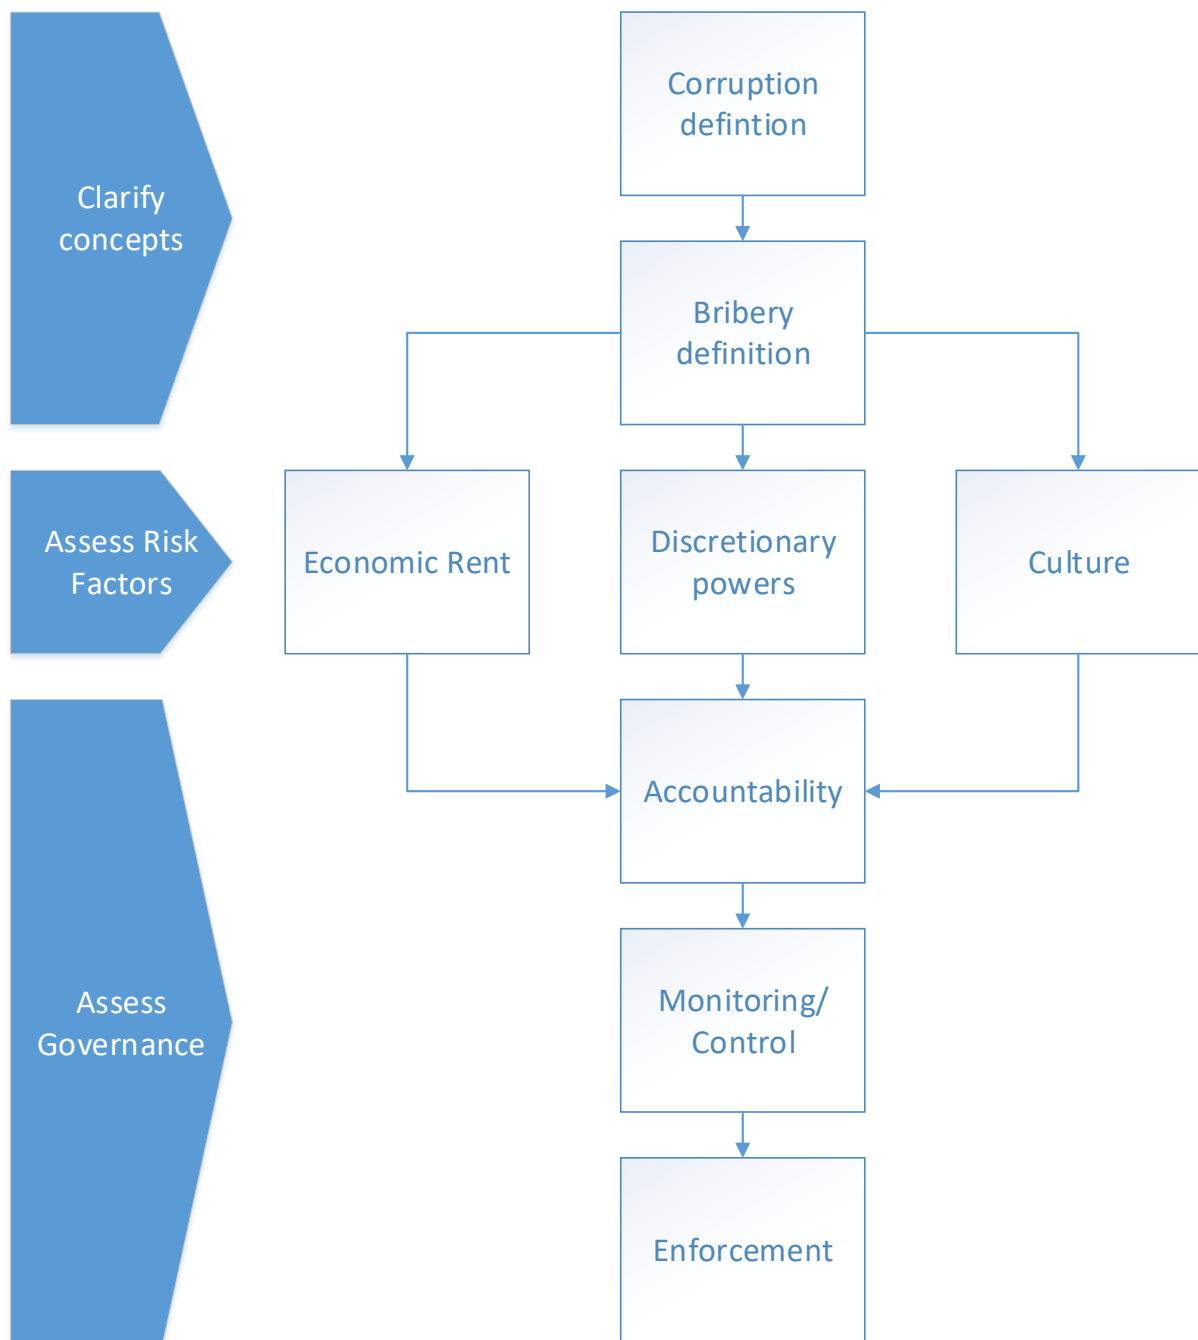 Corruption
defintion
Clarify
concepts
Bribery
definition
Assess Risk
Factors
Economic Rent
Discretionary
powers
Culture
Accountability
Assess
Governance
Monitoring/
Control
Enforcement